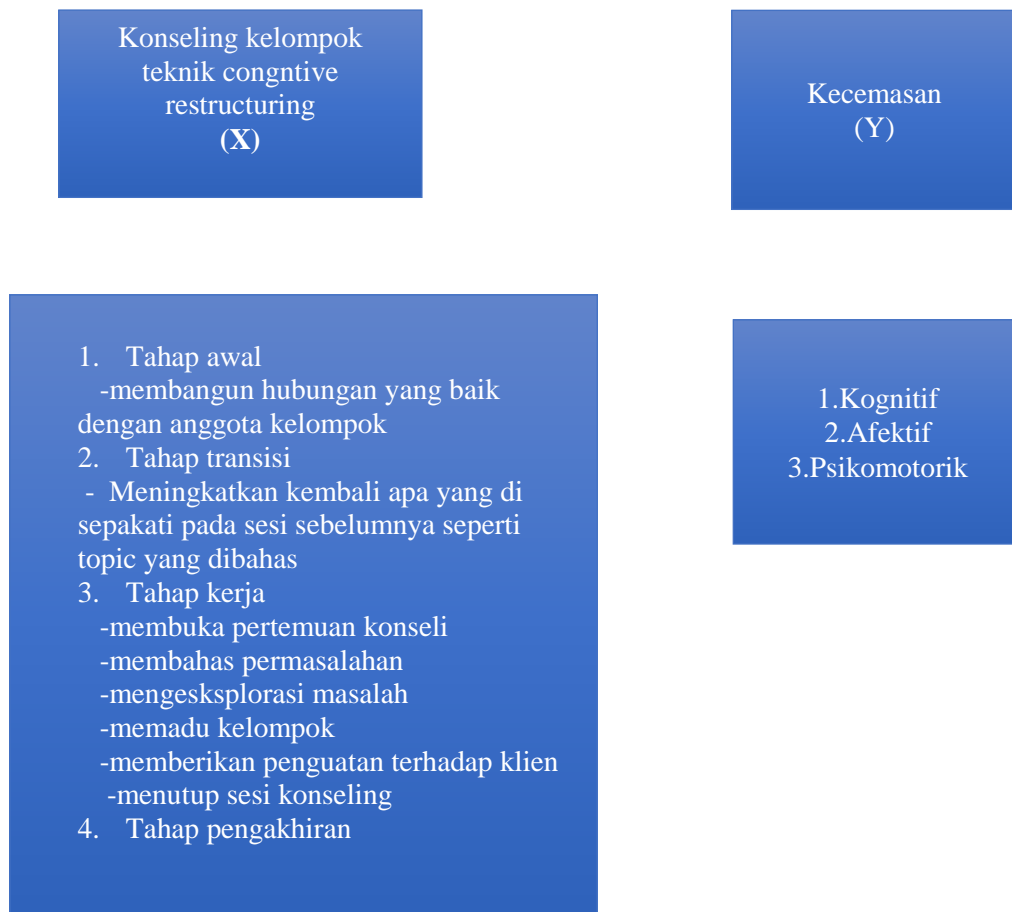 Konseling kelompok
teknik congntive
restructuring
(X)
Kecemasan
(Y)
1. Tahap awal
-membangun hubungan yang baik
dengan anggota kelompok
2. Tahap transisi
- Meningkatkan kembali apa yang di
sepakati pada sesi sebelumnya seperti
topic yang dibahas
3. Tahap kerja
-membuka pertemuan konseli
-membahas permasalahan
-mengesksplorasi masalah
-memadu kelompok
-memberikan penguatan terhadap klien
-menutup sesi konseling
4. Tahap pengakhiran
1.Kognitif
2.Afektif
3.Psikomotorik